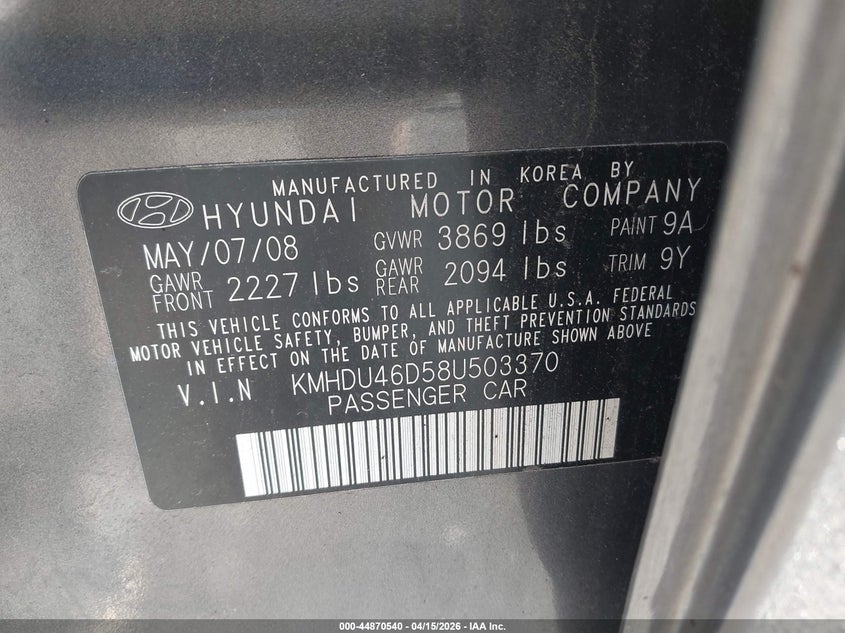 MANUFACTURED IN KOREA BY
HYUNDAI MOTOR COMPANY
MAY/07/08 GVWR 3869 lbs PAINT 9A
GAWR FRONT 2227 lbs GAWR REAR 2094 lbs TRIM 9Y
THIS VEHICLE CONFORMS TO ALL APPLICABLE U.S.A. FEDERAL
MOTOR VEHICLE SAFETY, BUMPER, AND THEFT PREVENTION STANDARDS
IN EFFECT ON THE DATE OF MANUFACTURE SHOWN ABOVE
V.I.N KMHDU46D58U503370
PASSENGER CAR
000-44870540 - 04/15/2026 - IAA Inc.